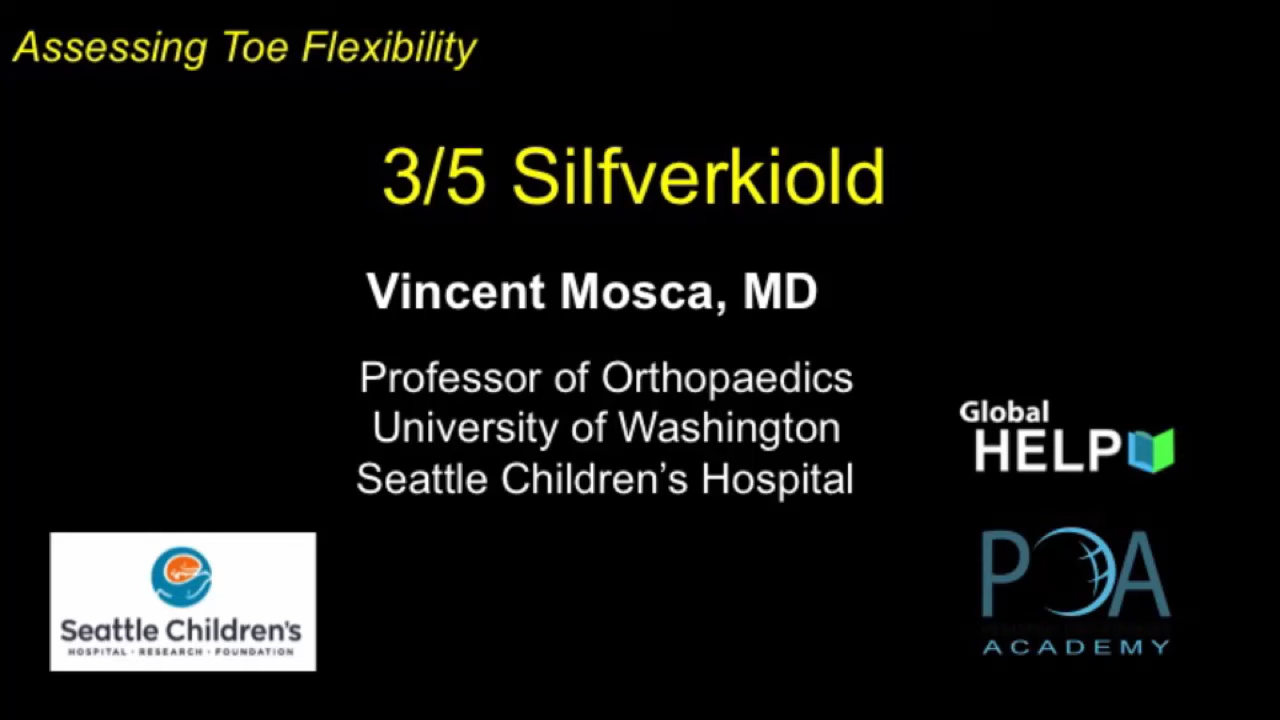 Assessing Toe Flexibility
3/5 Silfverkiold
Vincent Mosca, MD
Professor of Orthopaedics
University of Washington
Seattle Children’s Hospital
Global
HELP
Seattle Children's
HOSPITAL · RESEARCH · FOUNDATION
POA
ACADEMY